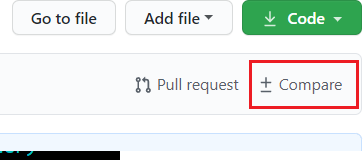 Go to file Add file Code
Pull request ± Compare